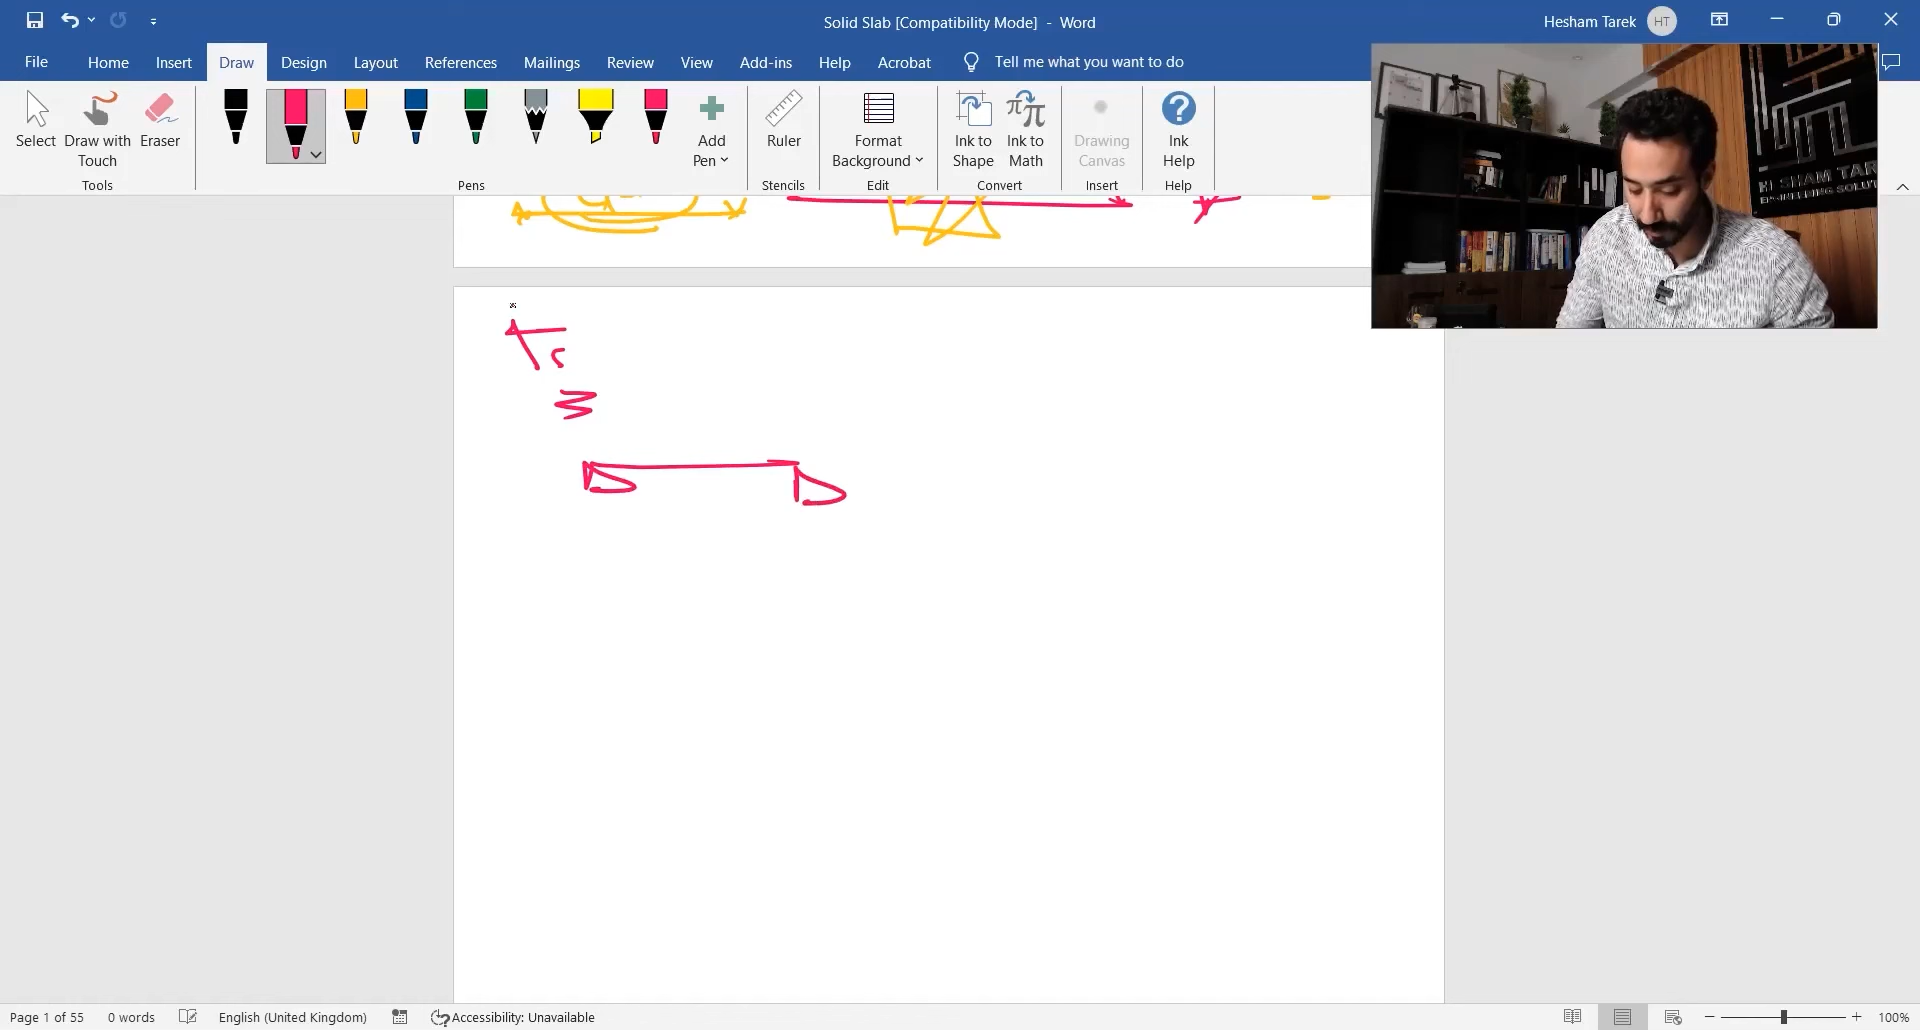 Solid Slab [Compatibility Mode] - Word
Hesham Tarek
HT
File Home Insert Draw Design Layout References Mailings Review View Add-ins Help Acrobat Tell me what you want to do
Select
Draw with Touch
Eraser
Add Pen
Ruler
Format Background
Ink to Shape
Ink to Math
Drawing Canvas
Ink Help
Tools Pens Stencils Edit Convert Insert Help
ENGINEERING SOLUT
Page 1 of 55 0 words English (United Kingdom) Accessibility: Unavailable 100%